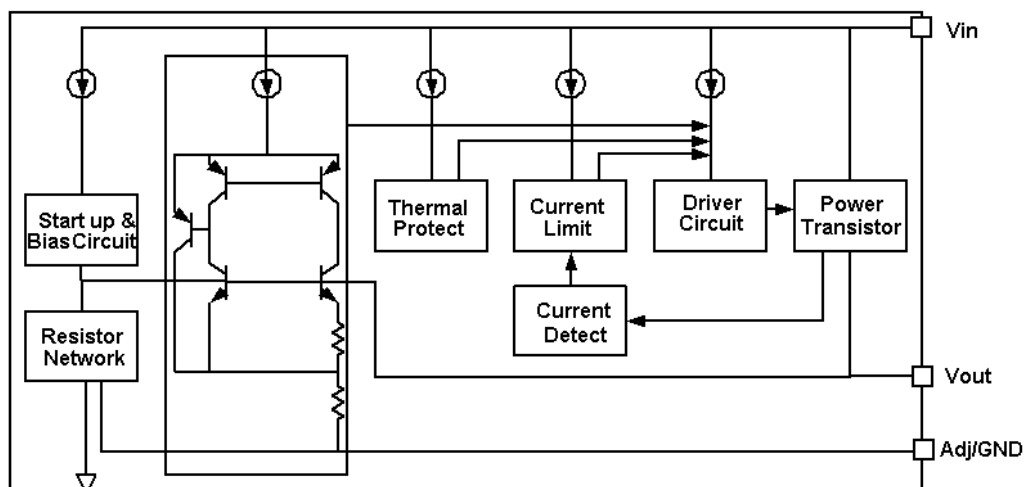 Vin
Start up &
Bias Circuit
Thermal
Protect
Current
Limit
Driver
Circuit
Power
Transistor
Current
Detect
Resistor
Network
Vout
Adj/GND